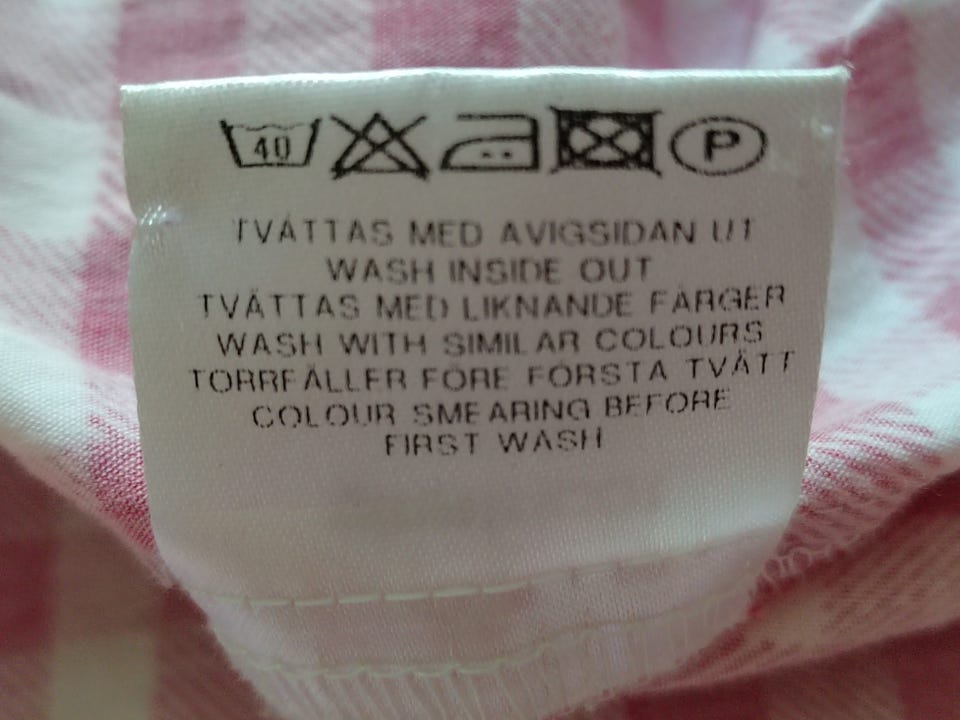 40 P
TVÄTTAS MED AVIGSIDAN UT
WASH INSIDE OUT
TVÄTTAS MED LIKNANDE FÄRGER
WASH WITH SIMILAR COLOURS
TORRFÄLLER FÖRE FÖRSTA TVÄTT
COLOUR SMEARING BEFORE
FIRST WASH